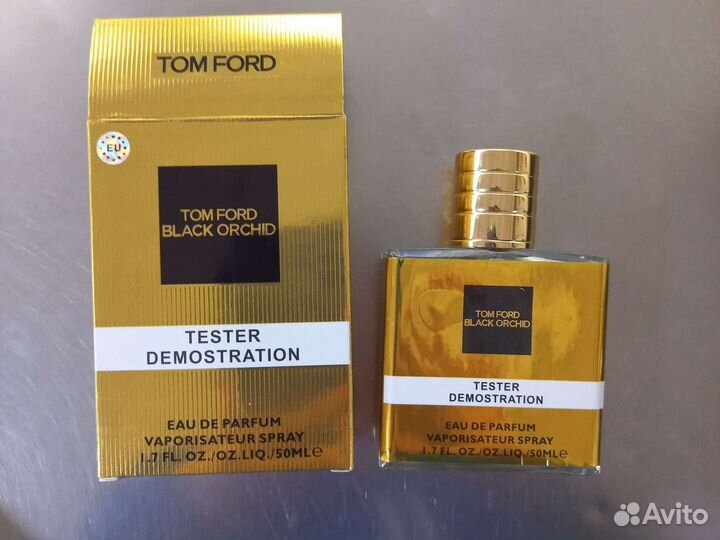 TOM FORD
EU
TOM FORD
BLACK ORCHID
TESTER
DEMOSTRATION
EAU DE PARFUM
VAPORISATEUR SPRAY
1.7 FL. OZ./OZ.LIQ./50MLe
TOM FORD
BLACK ORCHID
TESTER
DEMOSTRATION
EAU DE PARFUM
VAPORISATEUR SPRAY
1.7 FL. OZ./OZ.LIQ./50MLe
Avito